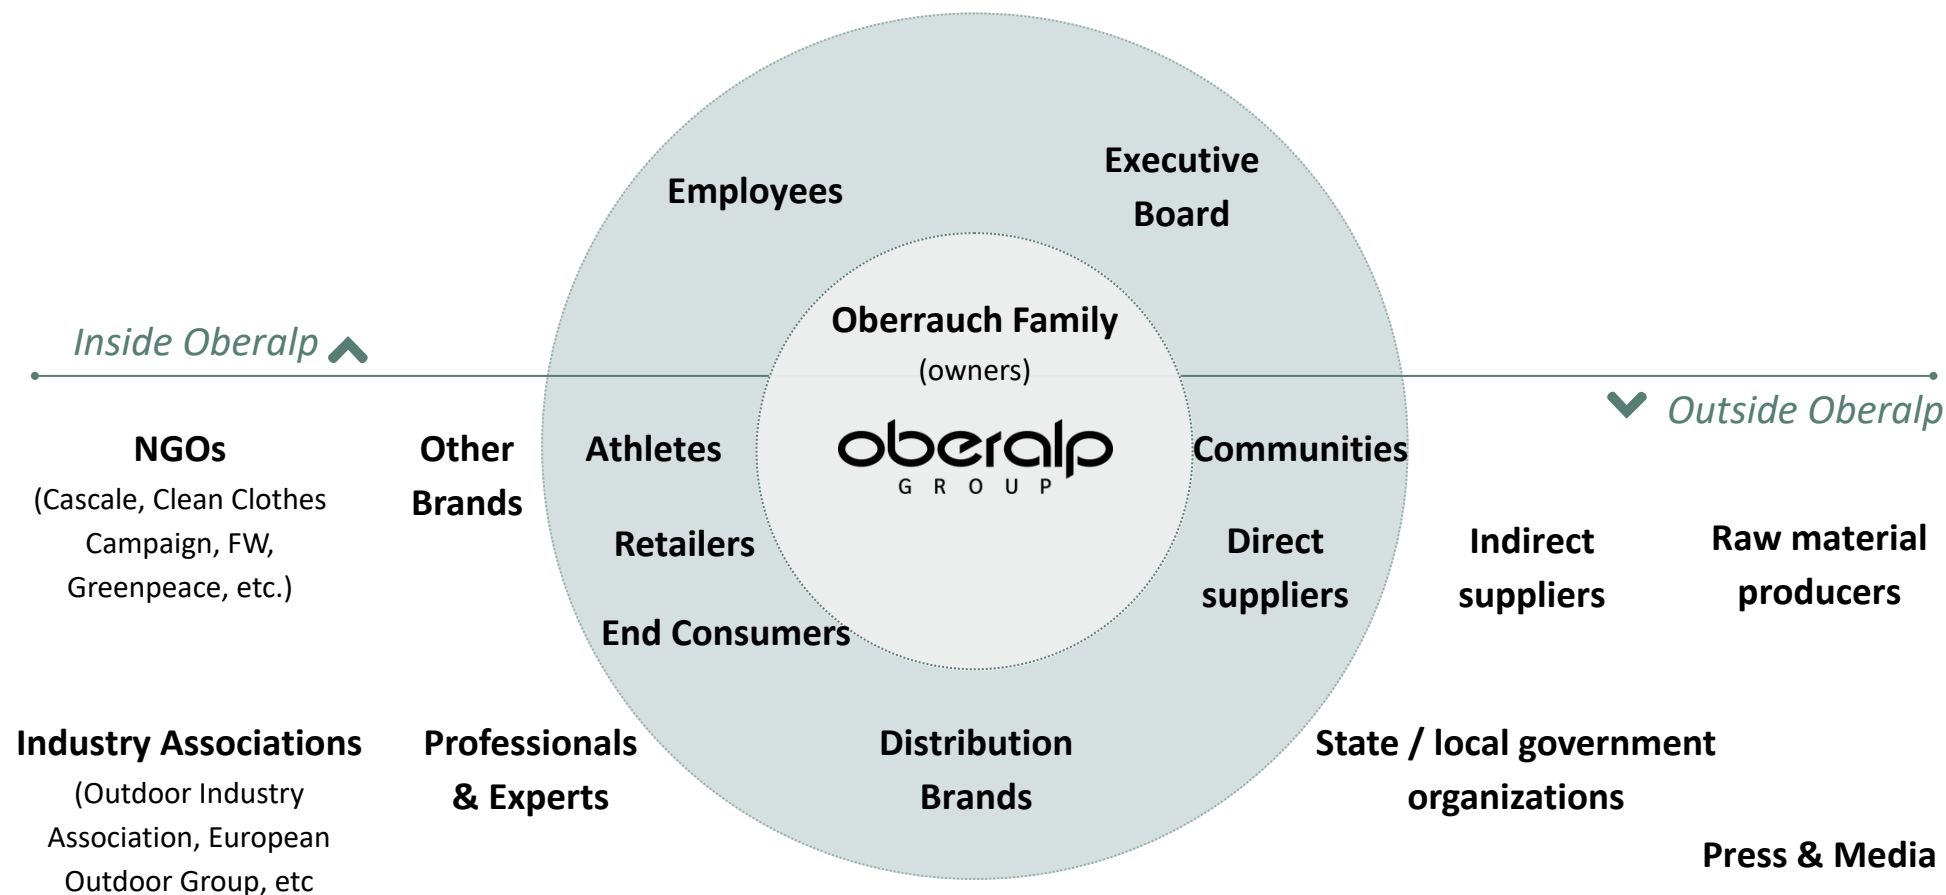 Employees
Executive
Board
Oberrauch Family
(owners)
oberalp
GROUP
Inside Oberalp
Outside Oberalp
NGOs
(Cascale, Clean Clothes
Campaign, FW,
Greenpeace, etc.)
Other
Brands
Athletes
Retailers
End Consumers
Communities
Direct
suppliers
Indirect
suppliers
Raw material
producers
Industry Associations
(Outdoor Industry
Association, European
Outdoor Group, etc
Professionals
& Experts
Distribution
Brands
State / local government
organizations
Press & Media